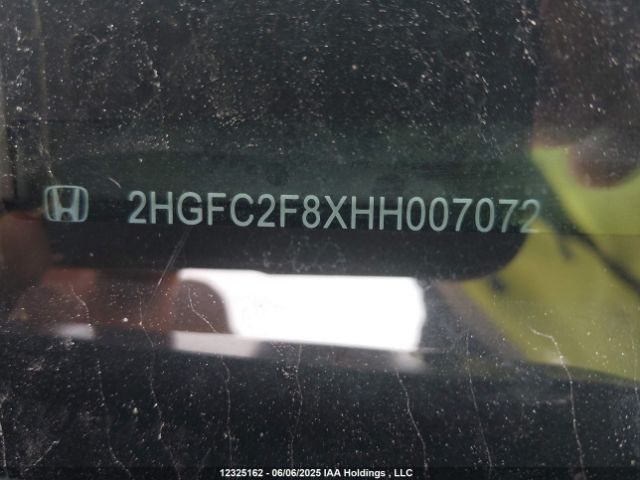 2HGFC2F8XHH007072
12325162 - 06/06/2025 IAA Holdings , LLC